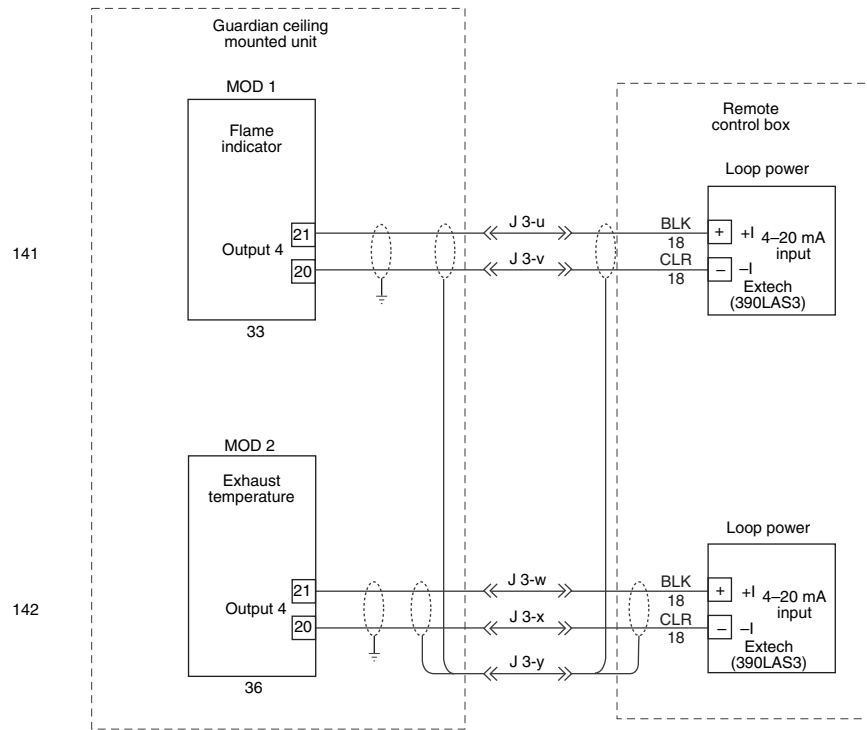 Guardian ceiling
mounted unit
MOD 1
Flame
indicator
Output 4
21
20
33
141
J 3-u
J 3-v
Remote
control box
Loop power
BLK
18
CLR
18
+
–
+I
–I
4–20 mA
input
Extech
(390LAS3)
MOD 2
Exhaust
temperature
Output 4
21
20
36
142
J 3-w
J 3-x
J 3-y
Loop power
BLK
18
CLR
18
+
–
+I
–I
4–20 mA
input
Extech
(390LAS3)